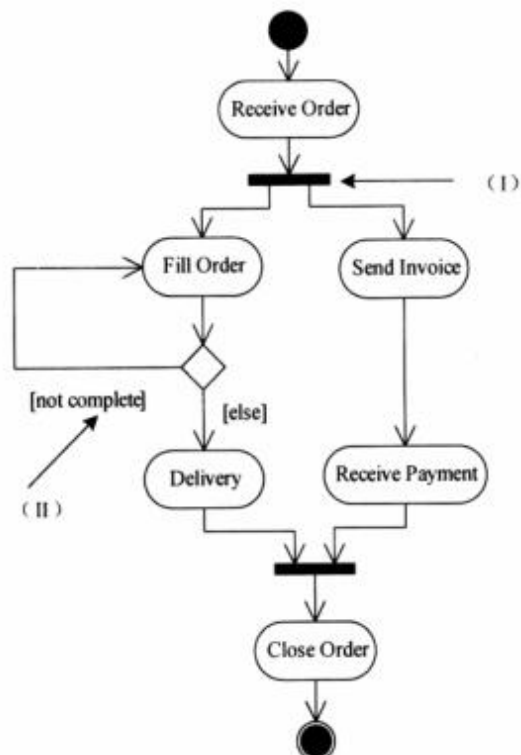 Receive Order
(I)
Fill Order
Send Invoice
[not complete]
[else]
Delivery
Receive Payment
(II)
Close Order